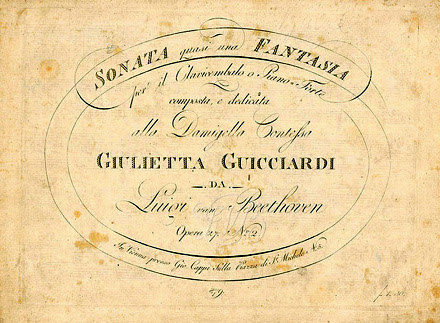 SONATA quasi una FANTASIA
per il Clavicembalo o Piano-Forte
composta, e dedicata
alla Damigella Contessa
GIULIETTA GUICCIARDI
DA
Luigi van Beethoven
Opera 27 No. 2
In Vienna presso Gio. Cappi Sulla Piazza di St. Michele No. 5.
879